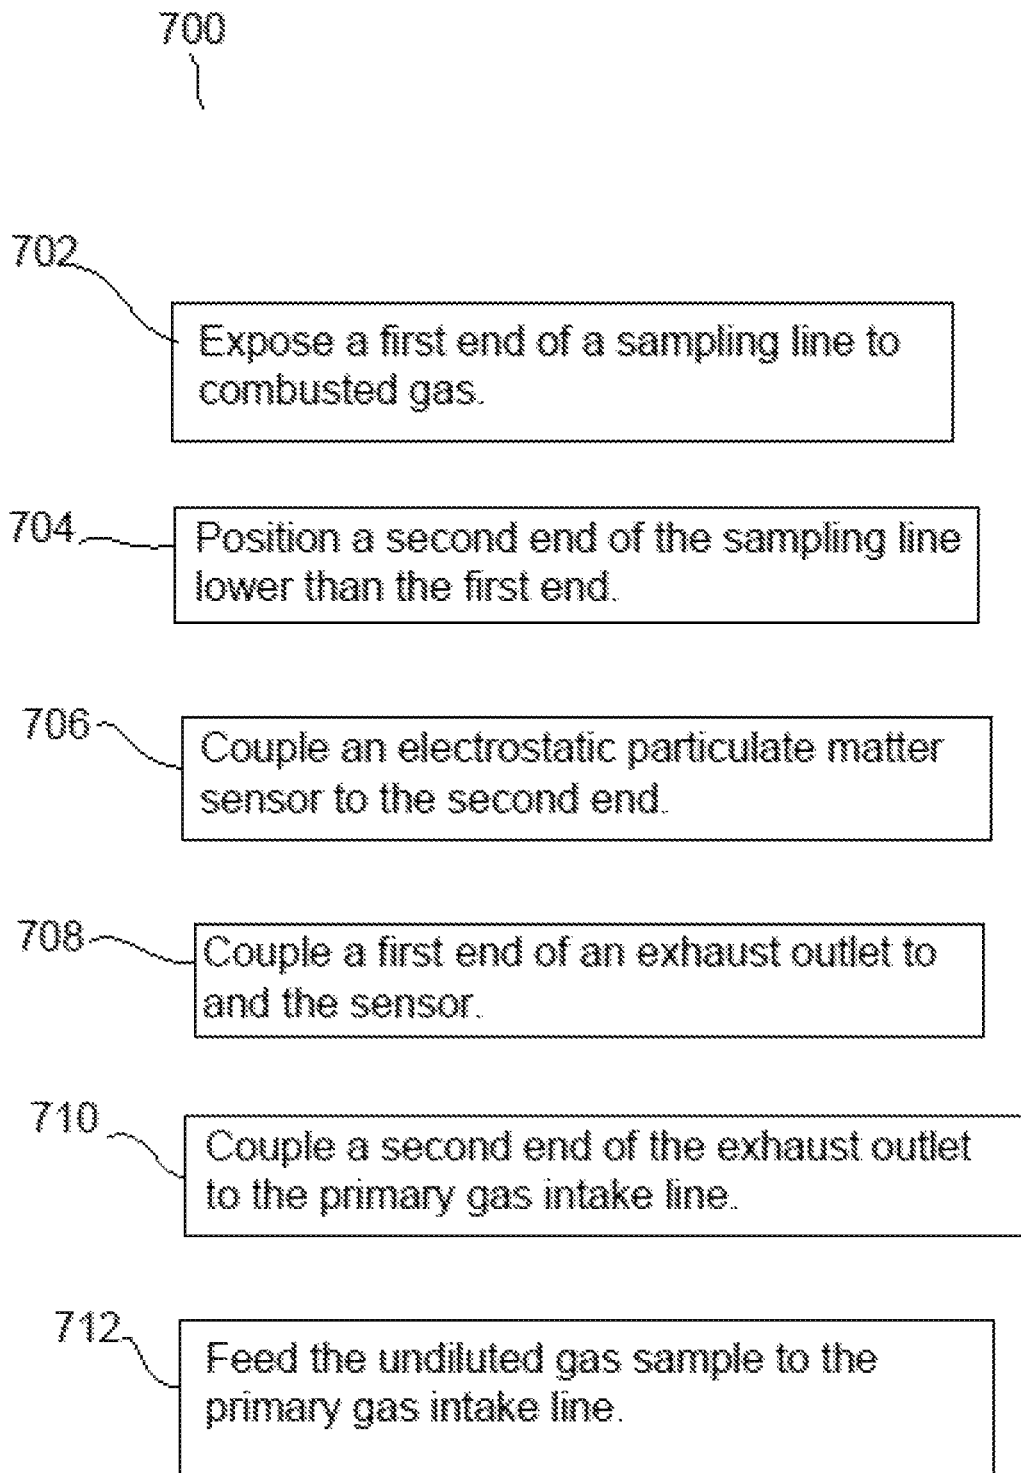 700
702
Expose a first end of a sampling line to
combusted gas.
704
Position a second end of the sampling line
lower than the first end.
706
Couple an electrostatic particulate matter
sensor to the second end.
708
Couple a first end of an exhaust outlet to
and the sensor.
710
Couple a second end of the exhaust outlet
to the primary gas intake line.
712
Feed the undiluted gas sample to the
primary gas intake line.